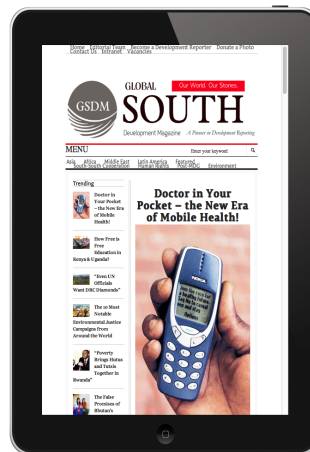 Home Editorial Team Become a Development Reporter Donate a Photo
Contact Us Intranet Vacancies
GSDM
GLOBAL
Our World. Our Stories.
SOUTH
Development Magazine A Pioneer in Development Reporting
MENU
Enter your keyword
Asia Africa Middle East Latin America Featured
South-South Cooperation Human Rights Post-MDG Environment
Trending
Doctor in
Your Pocket
– the New Era
of Mobile
Health!
How Free is
Free
Education in
Kenya & Uganda?
"Even UN
Officials
Want DRC Diamonds"
The 10 Most
Notable
Environmental Justice
Campaigns from
Around the World
"Poverty
Brings Hutus
and Tutsis
Together in
Rwanda"
The False
Promises of
Bhutan's
Doctor in Your
Pocket – the New Era
of Mobile Health!
NOKIA
Options